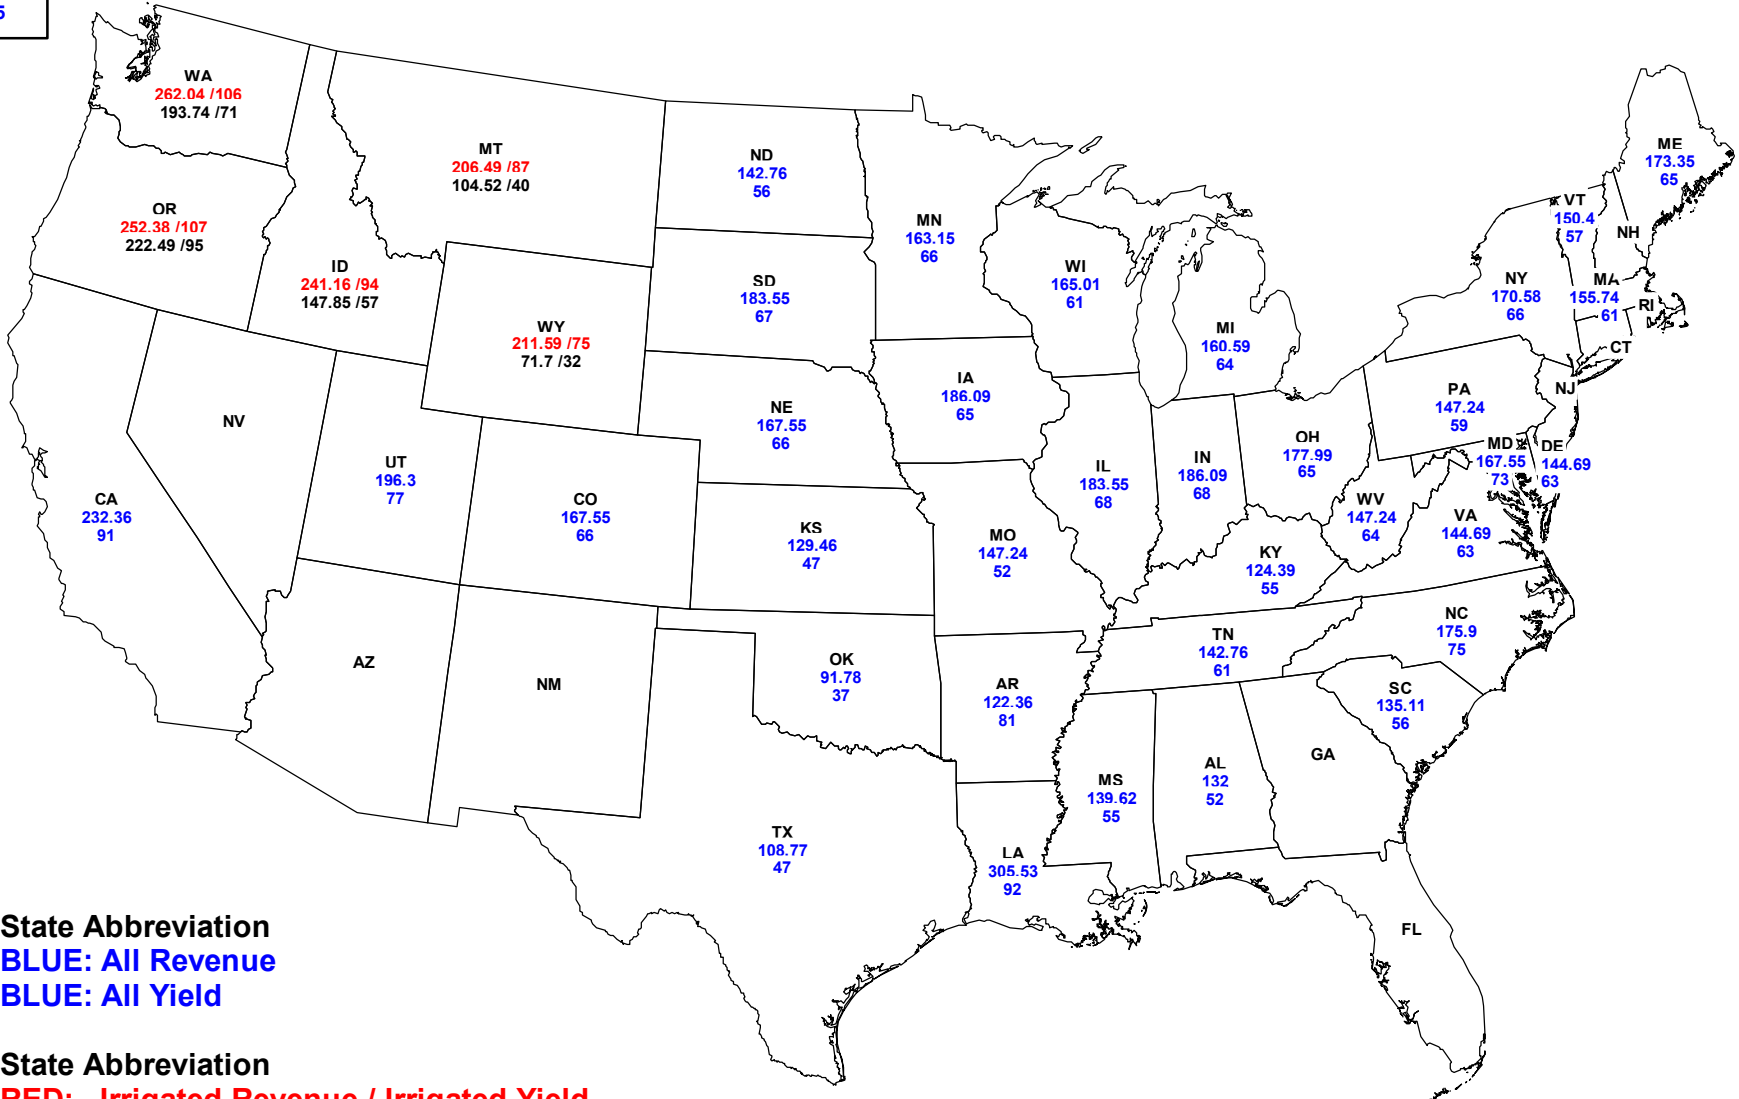 5
WA
262.04 /106
193.74 /71
MT
206.49 /87
104.52 /40
ND
142.76
56
ME
173.35
65
OR
252.38 /107
222.49 /95
MN
163.15
66
VT
150.4
57
NH
ID
241.16 /94
147.85 /57
SD
183.55
67
WI
165.01
61
NY
170.58
66
MA
155.74
61
RI
WY
211.59 /75
71.7 /32
MI
160.59
64
CT
NV
NE
167.55
66
IA
186.09
65
PA
147.24
59
NJ
UT
196.3
77
OH
177.99
65
MD
167.55
73
DE
144.69
63
CA
232.36
91
CO
167.55
66
KS
129.46
47
MO
147.24
52
IL
183.55
68
IN
186.09
68
WV
147.24
64
VA
144.69
63
KY
124.39
55
AZ
NM
OK
91.78
37
AR
122.36
81
TN
142.76
61
NC
175.9
75
SC
135.11
56
TX
108.77
47
LA
305.53
92
MS
139.62
55
AL
132
52
GA
FL
State Abbreviation
BLUE: All Revenue
BLUE: All Yield
State Abbreviation
RED: Irrigated Revenue / Irrigated Yield